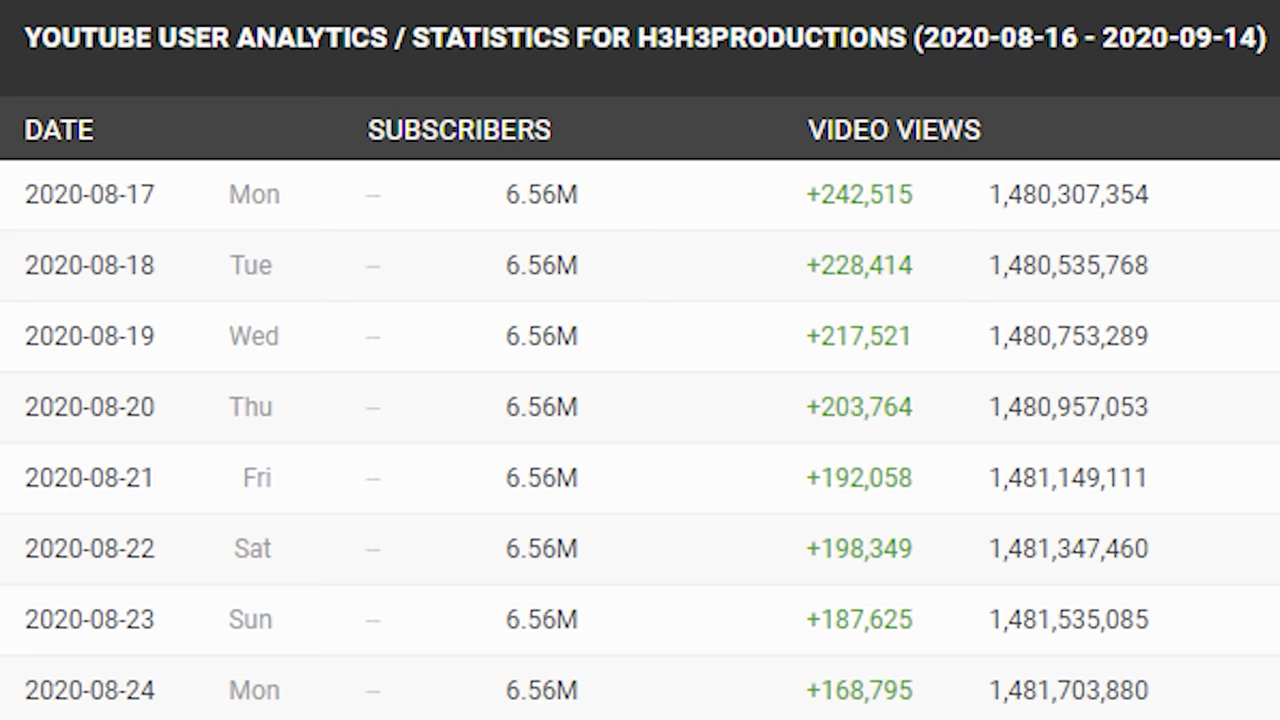 YOUTUBE USER ANALYTICS / STATISTICS FOR H3H3PRODUCTIONS (2020-08-16 - 2020-09-14)
DATE SUBSCRIBERS VIDEO VIEWS
2020-08-17 Mon -- 6.56M +242,515 1,480,307,354
2020-08-18 Tue -- 6.56M +228,414 1,480,535,768
2020-08-19 Wed -- 6.56M +217,521 1,480,753,289
2020-08-20 Thu -- 6.56M +203,764 1,480,957,053
2020-08-21 Fri -- 6.56M +192,058 1,481,149,111
2020-08-22 Sat -- 6.56M +198,349 1,481,347,460
2020-08-23 Sun -- 6.56M +187,625 1,481,535,085
2020-08-24 Mon -- 6.56M +168,795 1,481,703,880